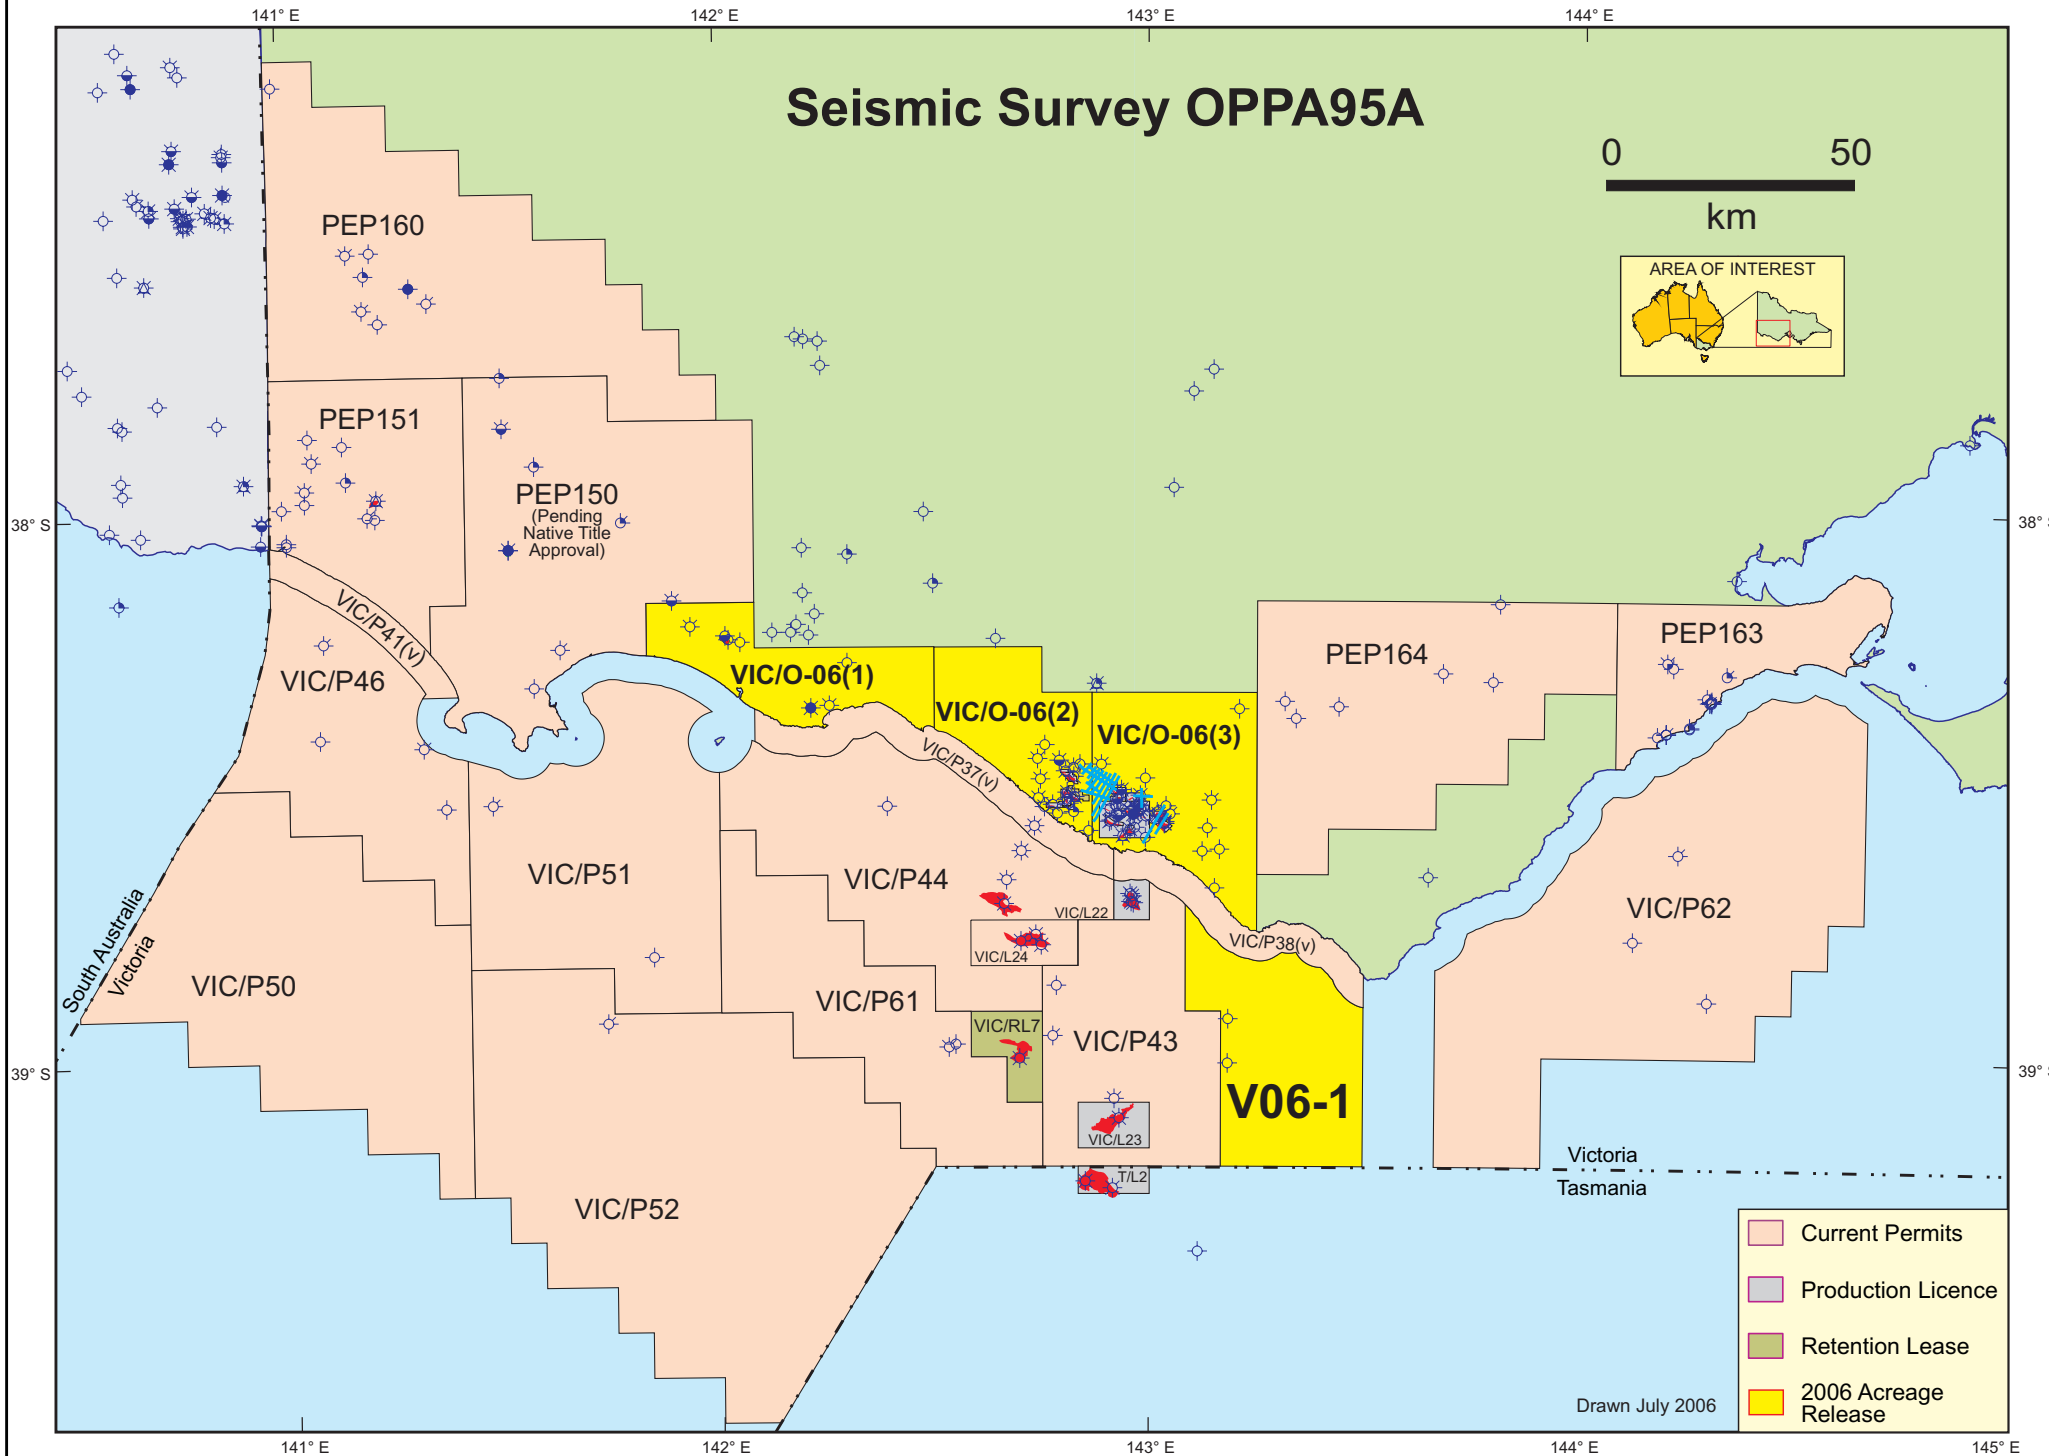 141° E
142° E
143° E
144° E
Seismic Survey OPPA95A
0
50
km
AREA OF INTEREST
PEP160
PEP151
PEP150
(Pending
Native Title
Approval)
38° S
38° S
VIC/P41(v)
VIC/P46
VIC/O-06(1)
VIC/O-06(2)
VIC/O-06(3)
VIC/P37(v)
PEP164
PEP163
VIC/P51
VIC/P44
VIC/L22
VIC/L24
VIC/P38(v)
VIC/P62
South Australia
Victoria
VIC/P50
VIC/P61
VIC/RL7
VIC/P43
39° S
39° S
V06-1
VIC/L23
T/L2
Victoria
Tasmania
VIC/P52
Current Permits
Production Licence
Retention Lease
2006 Acreage
Release
Drawn July 2006
141° E
142° E
143° E
144° E
145° E